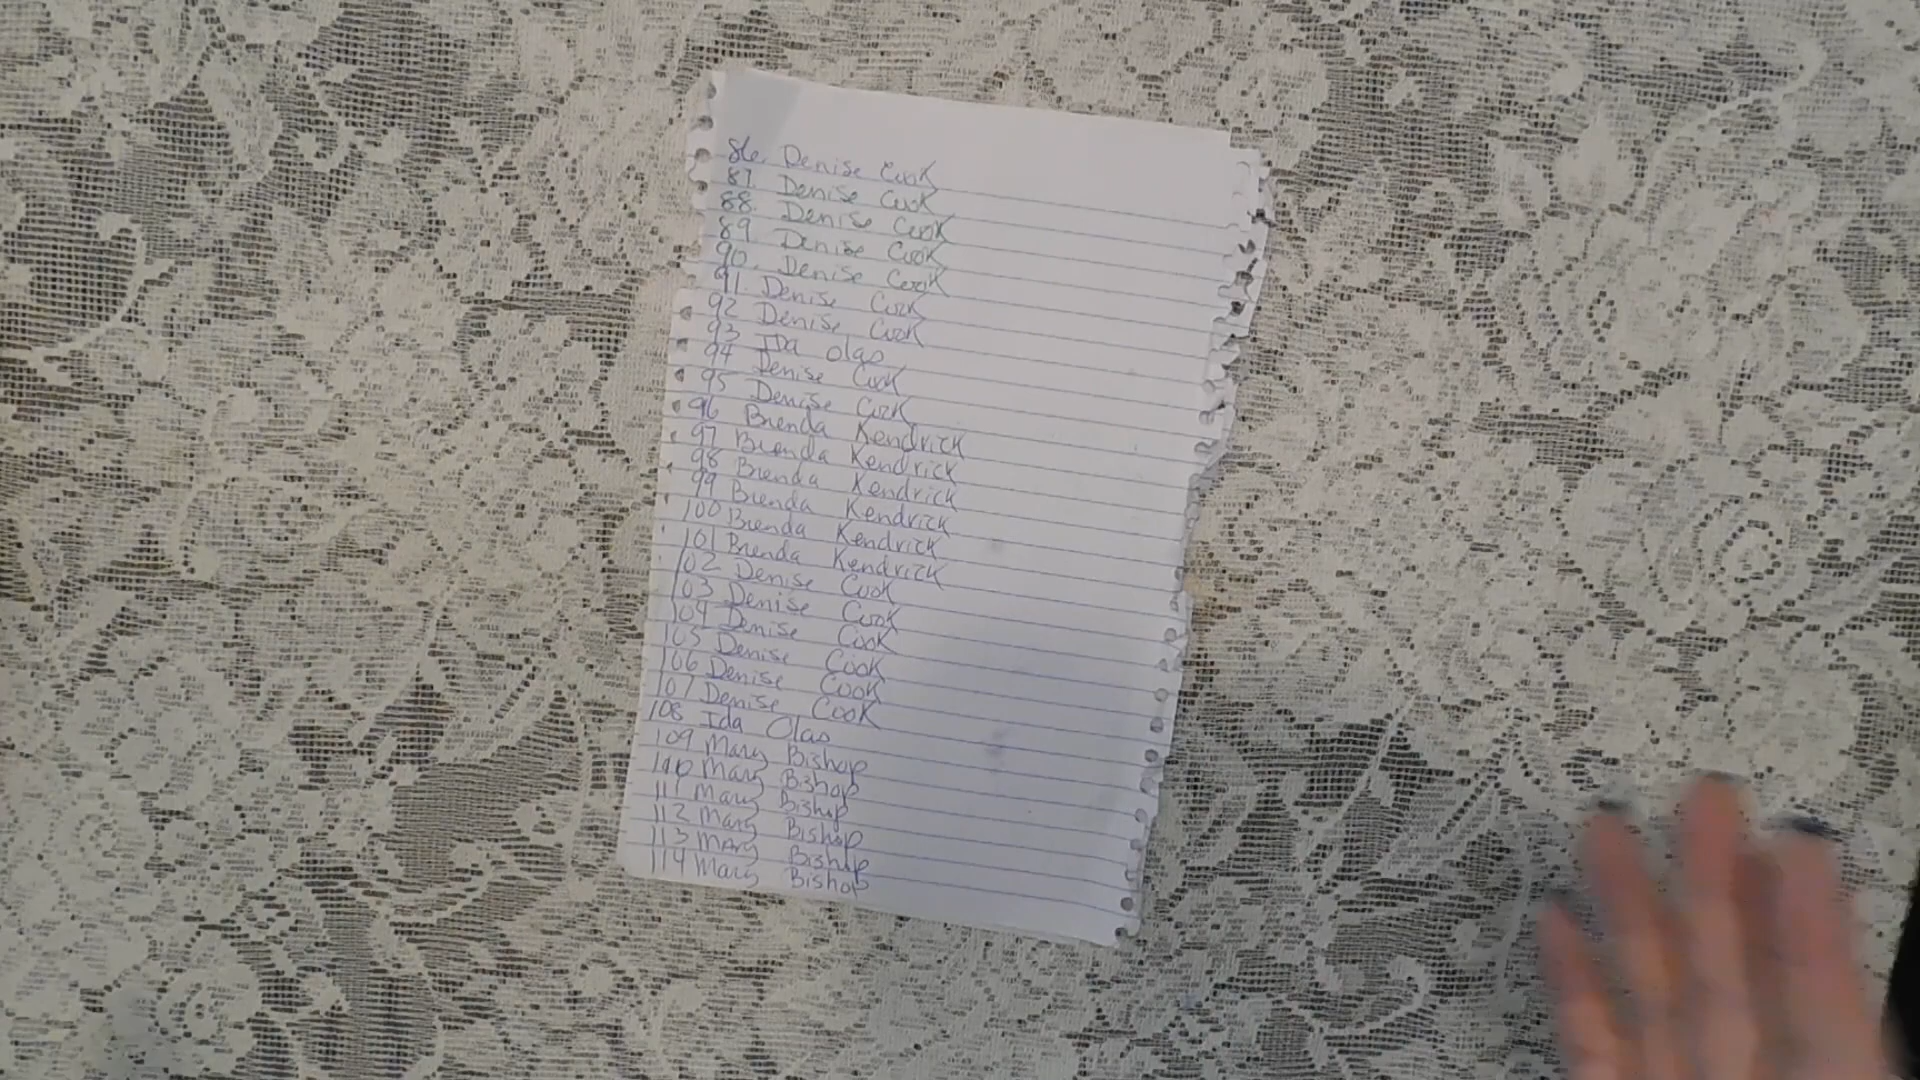 86. Denise Cook
87. Denise Cook
88. Denise Cook
89. Denise Cook
90. Denise Cook
91. Denise Cook
92 Denise Cook
93 Ida Olgo
94 Denise Cook
95 Denise Cook
96 Brenda Kendrick
97 Brenda Kendrick
98 Brenda Kendrick
99 Brenda Kendrick
100 Brenda Kendrick
101 Brenda Kendrick
102 Denise Cook
103 Denise Cook
104 Denise Cook
105 Denise Cook
106 Denise Cook
107 Denise Cook
108 Ida Olao
109 Mary Bishop
110 Mary Bishop
111 Mary Bishop
112 Mary Bishop
113 Mary Bishop
114 Mary Bishop